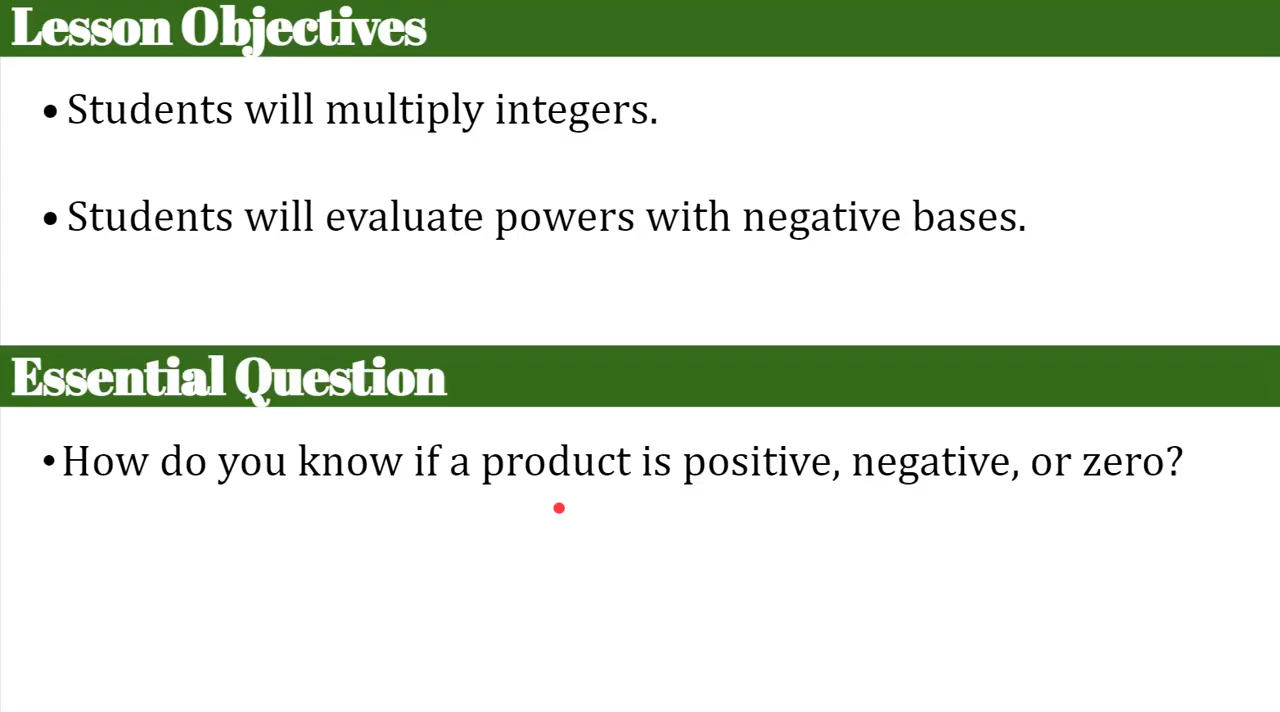 Lesson Objectives
• Students will multiply integers.
• Students will evaluate powers with negative bases.
Essential Question
• How do you know if a product is positive, negative, or zero?